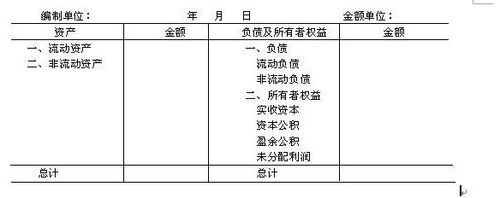 编制单位： 年 月 日 金额单位：
资产 金额 负债及所有者权益 金额
一、流动资产 一、负债
二、非流动资产 流动负债
非流动负债
二、所有者权益
实收资本
资本公积
盈余公积
未分配利润
总计 总计